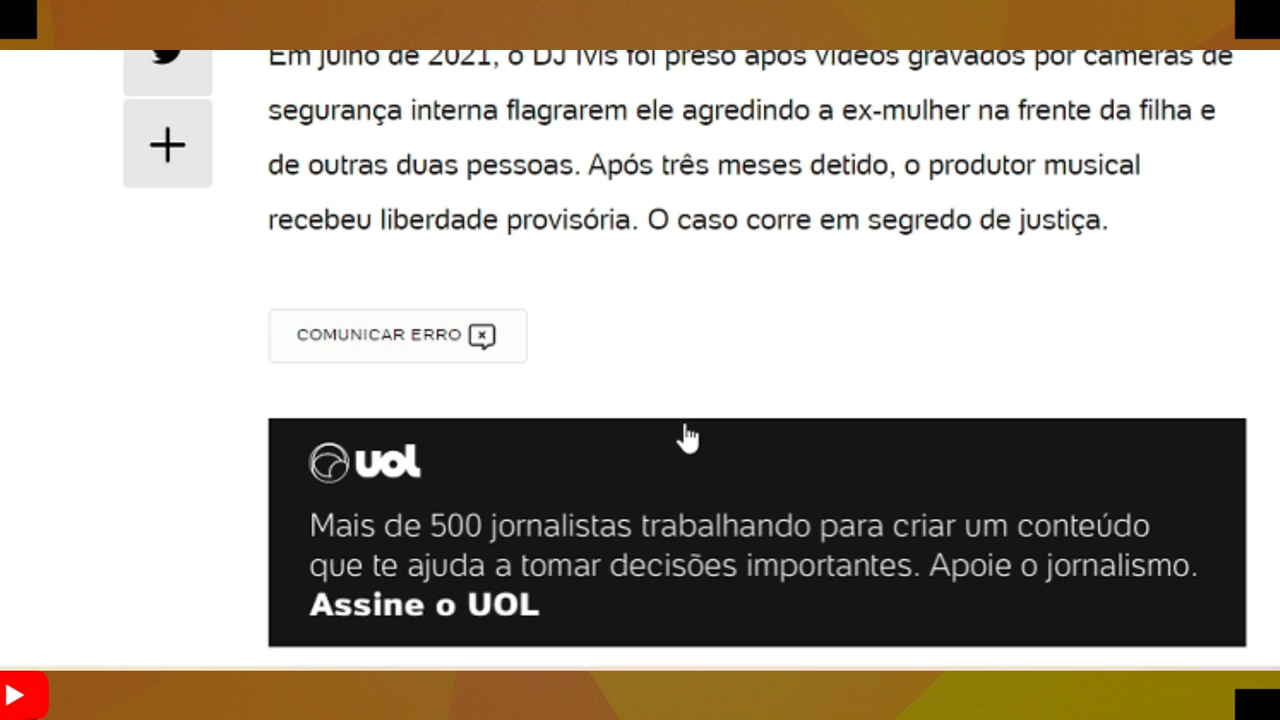 Em julho de 2021, o DJ Ivis foi preso após vídeos gravados por câmeras de
segurança interna flagrarem ele agredindo a ex-mulher na frente da filha e
de outras duas pessoas. Após três meses detido, o produtor musical
recebeu liberdade provisória. O caso corre em segredo de justiça.
COMUNICAR ERRO
uol
Mais de 500 jornalistas trabalhando para criar um conteúdo
que te ajuda a tomar decisões importantes. Apoie o jornalismo.
Assine o UOL